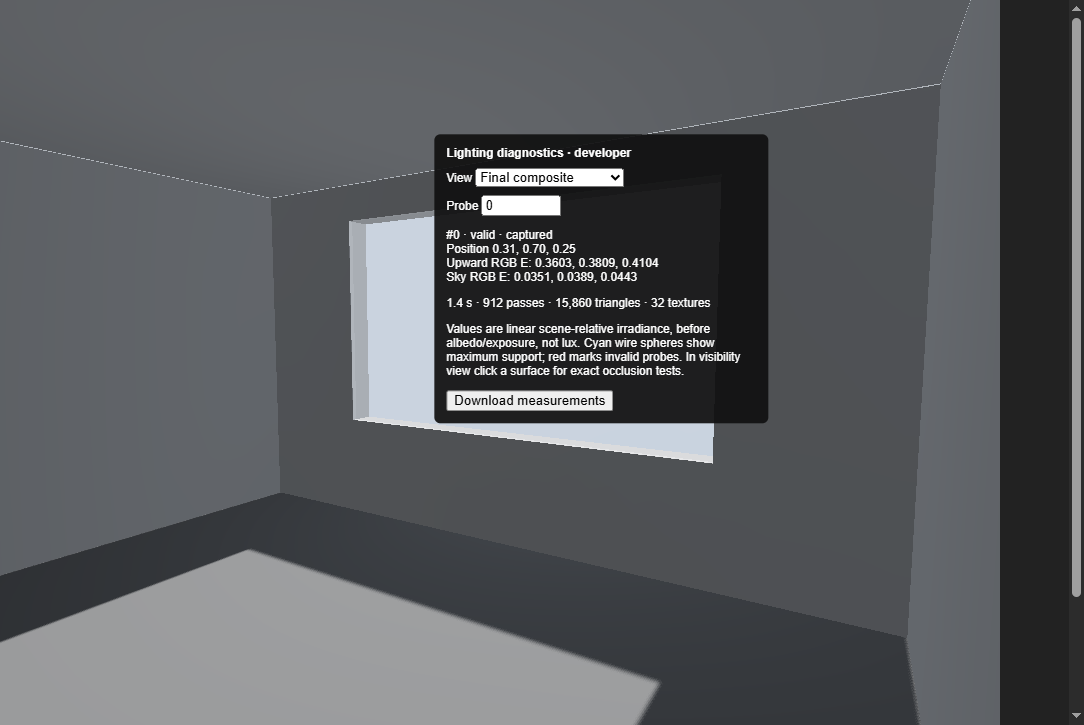 Lighting diagnostics · developer
View Final composite
Probe 0
#0 · valid · captured
Position 0.31, 0.70, 0.25
Upward RGB E: 0.3603, 0.3809, 0.4104
Sky RGB E: 0.0351, 0.0389, 0.0443
1.4 s · 912 passes · 15,860 triangles · 32 textures
Values are linear scene-relative irradiance, before
albedo/exposure, not lux. Cyan wire spheres show
maximum support; red marks invalid probes. In visibility
view click a surface for exact occlusion tests.
Download measurements